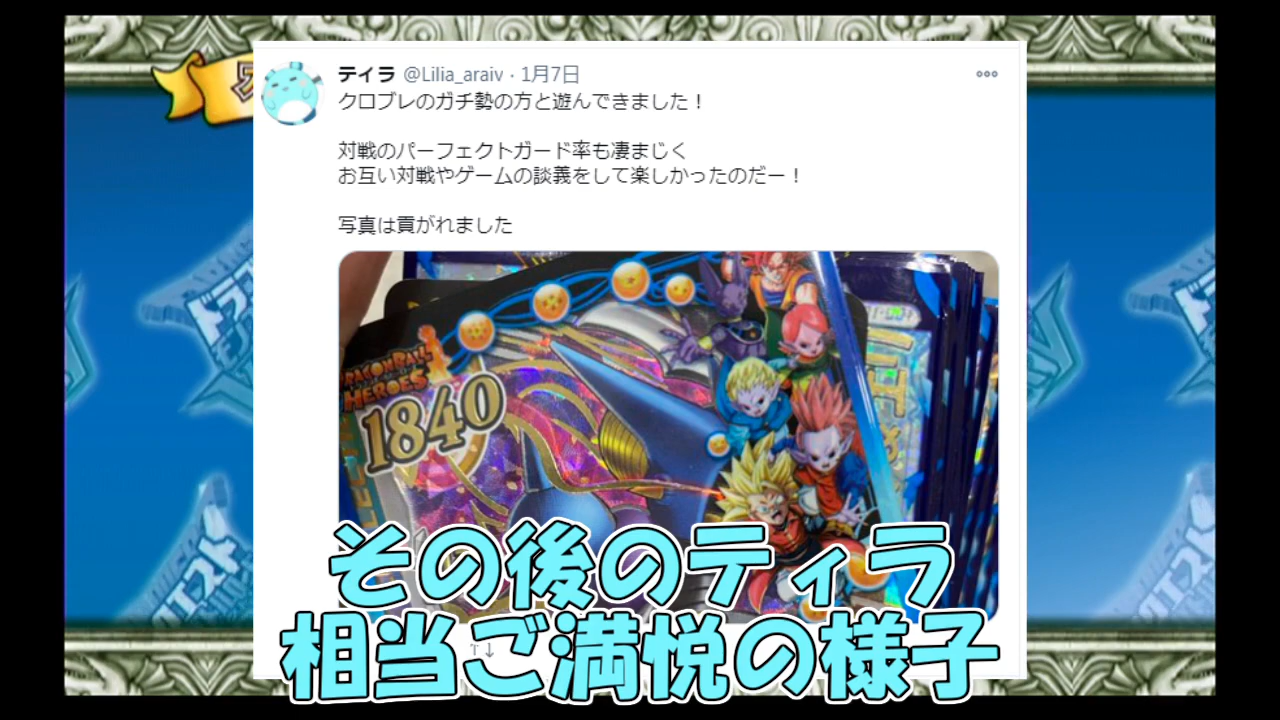 ティラ @Lilia_araiv · 1月7日
クロブレのガチ勢の方と遊んできました！
対戦のパーフェクトガード率も凄まじく
お互い対戦やゲームの談義をして楽しかったのだー！
写真は貢がれました
DRAGONBALL
HEROES
1840
その後のティラ
相当ご満悦の様子